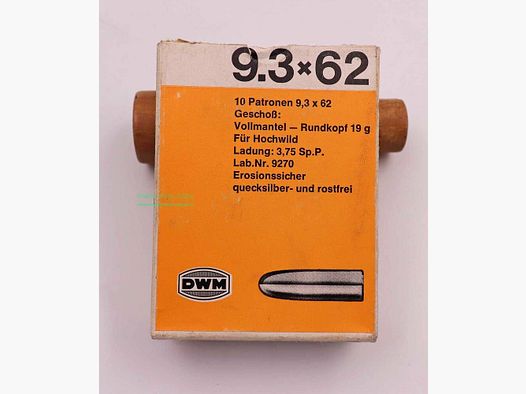 9.3×62
10 Patronen 9,3 x 62
Geschoß:
Vollmantel – Rundkopf 19 g
Für Hochwild
Ladung: 3,75 Sp.P.
Lab.Nr. 9270
Erosionssicher
quecksilber- und rostfrei
DWM